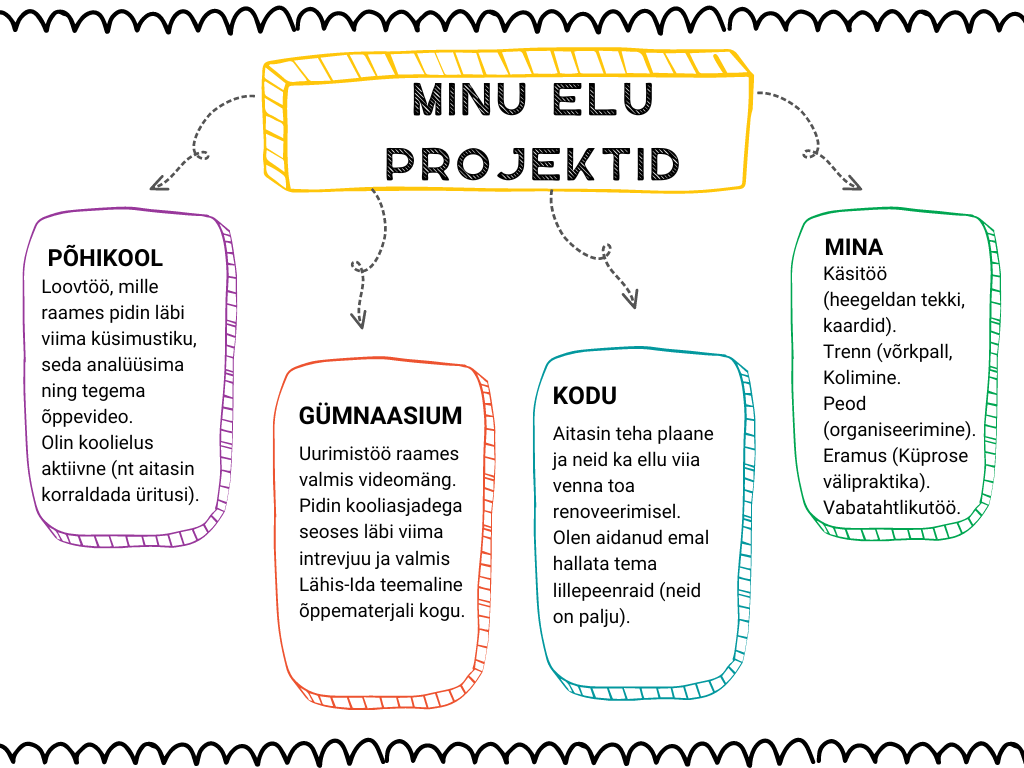 MINU ELU
PROJEKTID
PÕHIKOOL
Loovtöö, mille
raames pidin läbi
viima küsimustiku,
seda analüüsima
ning tegema
õppevideo.
Olin koolielus
aktiivne (nt aitasin
korraldada üritusi).
GÜMNAASIUM
Uurimistöö raames
valmis videomäng.
Pidin kooliasjadega
seoses läbi viima
intrevjuu ja valmis
Lähis-Ida teemaline
õppematerjali kogu.
KODU
Aitasin teha plaane
ja neid ka ellu viia
venna toa
renoveerimisel.
Olen aidanud emal
hallata tema
lillepeenraid (neid
on palju).
MINA
Käsitöö
(heegeldan tekki,
kaardid).
Trenn (võrkpall,
Kolimine.
Peod
(organiseerimine).
Eramus (Küprose
välipraktika).
Vabatahtlikutöö.